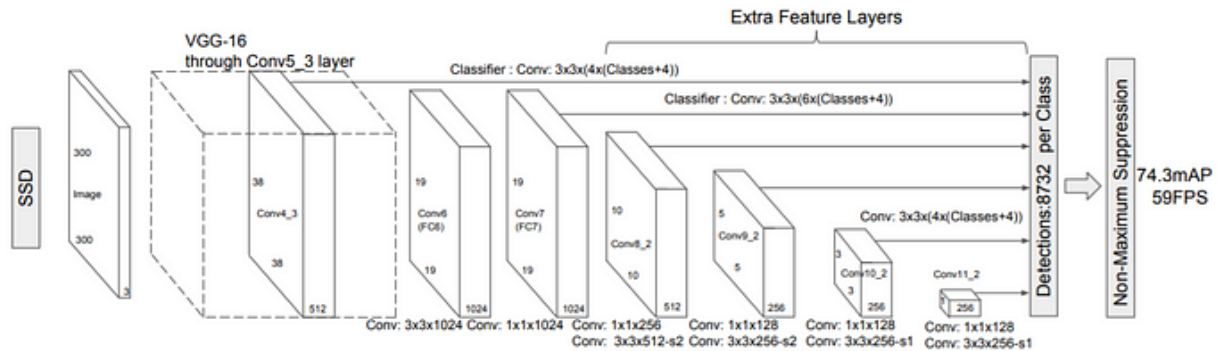 Extra Feature Layers
VGG-16
through Conv5_3 layer
Classifier : Conv: 3x3x(4x(Classes+4))
Classifier : Conv: 3x3x(6x(Classes+4))
SSD
300
Image
300
3
38
Conv4_3
38
512
19
Conv6
(FC6)
19
1024
19
Conv7
(FC7)
19
1024
10
Conv8_2
10
512
5
Conv9_2
5
256
Conv: 3x3x(4x(Classes+4))
3
Conv10_2
3
256
Conv11_2
1
256
Detections:8732 per Class
Non-Maximum Suppression
74.3mAP
59FPS
Conv: 3x3x1024
Conv: 1x1x1024
Conv: 1x1x256
Conv: 3x3x512-s2
Conv: 1x1x128
Conv: 3x3x256-s2
Conv: 1x1x128
Conv: 3x3x256-s1
Conv: 1x1x128
Conv: 3x3x256-s1